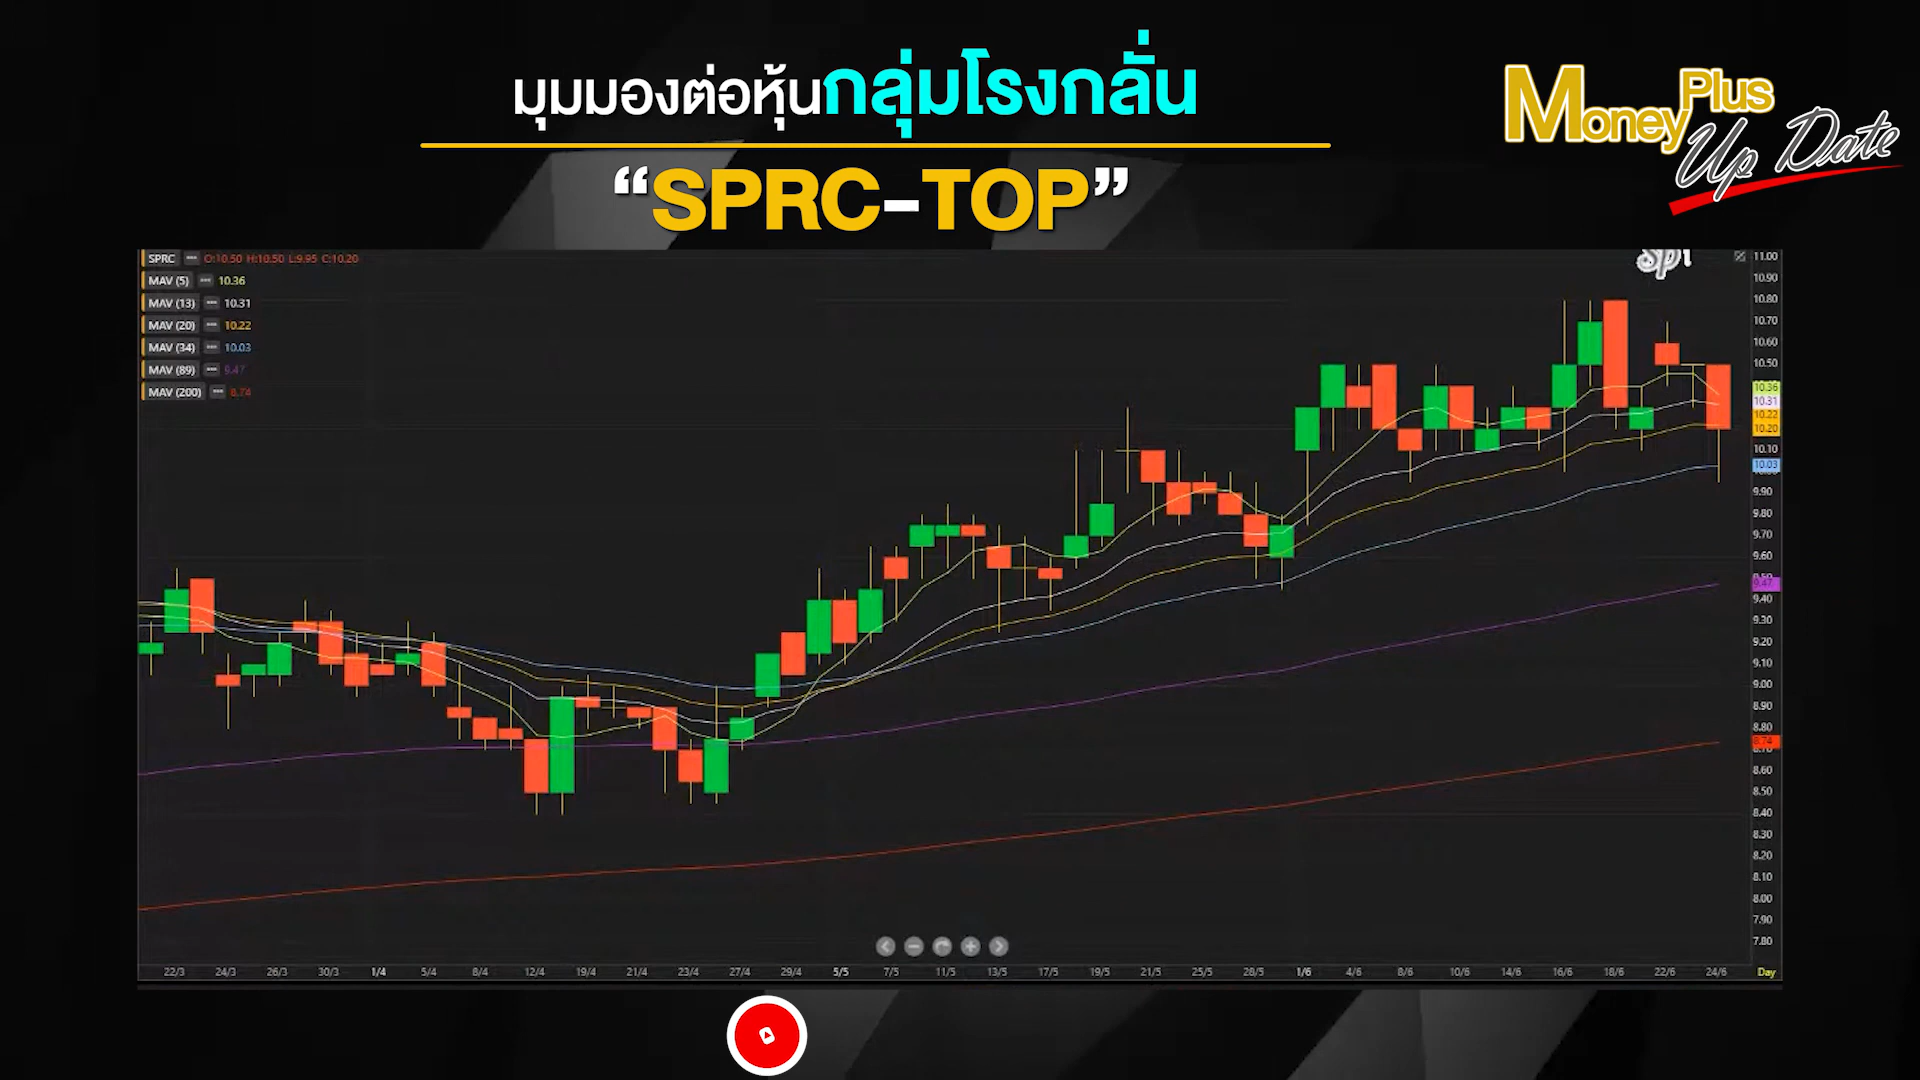 มุมมองต่อหุ้นกลุ่มโรงกลั่น
“SPRC-TOP”
Money Plus
Up Date
SPRC O:10.50 H:10.50 L:9.95 C:10.20
MAV (5) 10.36
MAV (13) 10.31
MAV (20) 10.22
MAV (34) 10.03
MAV (89) 9.47
MAV (200) 8.74
11.00
10.90
10.80
10.70
10.60
10.50
10.36
10.31
10.22
10.20
10.10
10.03
9.90
9.80
9.70
9.60
9.47
9.40
9.30
9.20
9.10
9.00
8.90
8.80
8.74
8.60
8.50
8.40
8.30
8.20
8.10
8.00
7.90
7.80
22/3 24/3 26/3 30/3 1/4 5/4 8/4 12/4 19/4 21/4 23/4 27/4 29/4 5/5 7/5 11/5 13/5 17/5 19/5 21/5 25/5 28/5 1/6 4/6 8/6 10/6 14/6 16/6 18/6 22/6 24/6 Day